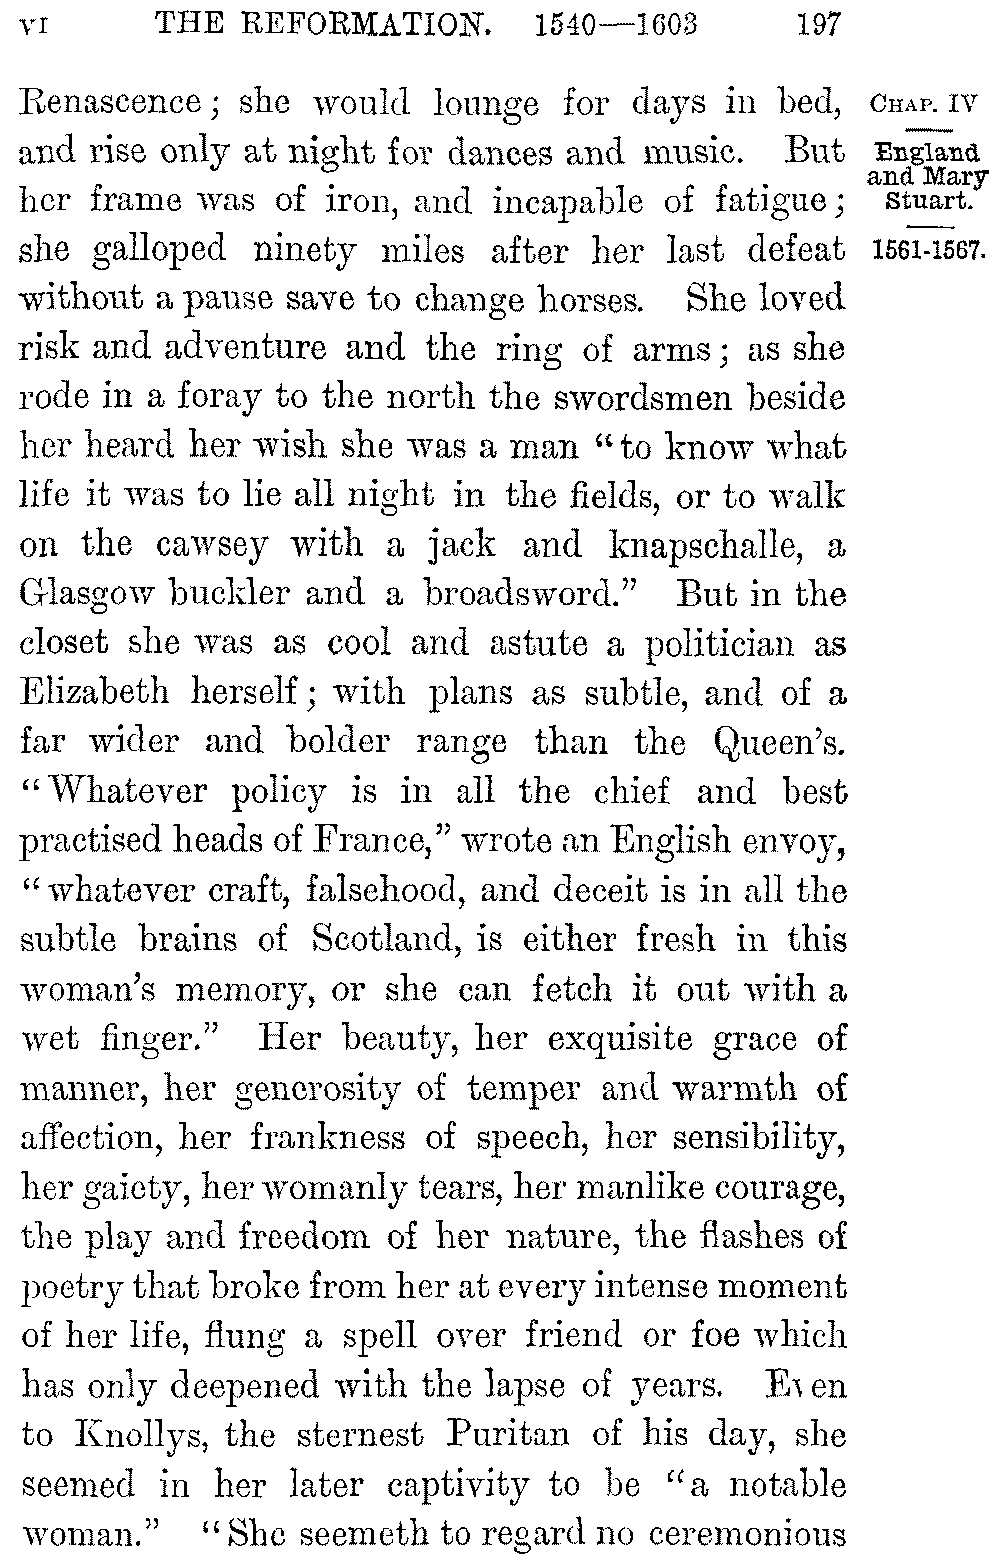 VI THE REFORMATION. 1540—1603 197
Renascence; she would lounge for days in bed,
and rise only at night for dances and music. But
her frame was of iron, and incapable of fatigue;
she galloped ninety miles after her last defeat
without a pause save to change horses. She loved
risk and adventure and the ring of arms; as she
rode in a foray to the north the swordsmen beside
her heard her wish she was a man “to know what
life it was to lie all night in the fields, or to walk
on the cawsey with a jack and knapschalle, a
Glasgow buckler and a broadsword.” But in the
closet she was as cool and astute a politician as
Elizabeth herself; with plans as subtle, and of a
far wider and bolder range than the Queen’s.
“Whatever policy is in all the chief and best
practised heads of France,” wrote an English envoy,
“whatever craft, falsehood, and deceit is in all the
subtle brains of Scotland, is either fresh in this
woman’s memory, or she can fetch it out with a
wet finger.” Her beauty, her exquisite grace of
manner, her generosity of temper and warmth of
affection, her frankness of speech, her sensibility,
her gaiety, her womanly tears, her manlike courage,
the play and freedom of her nature, the flashes of
poetry that broke from her at every intense moment
of her life, flung a spell over friend or foe which
has only deepened with the lapse of years. Even
to Knollys, the sternest Puritan of his day, she
seemed in her later captivity to be “a notable
woman.” “She seemeth to regard no ceremonious
CHAP. IV
England
and Mary
Stuart.
1561-1567.